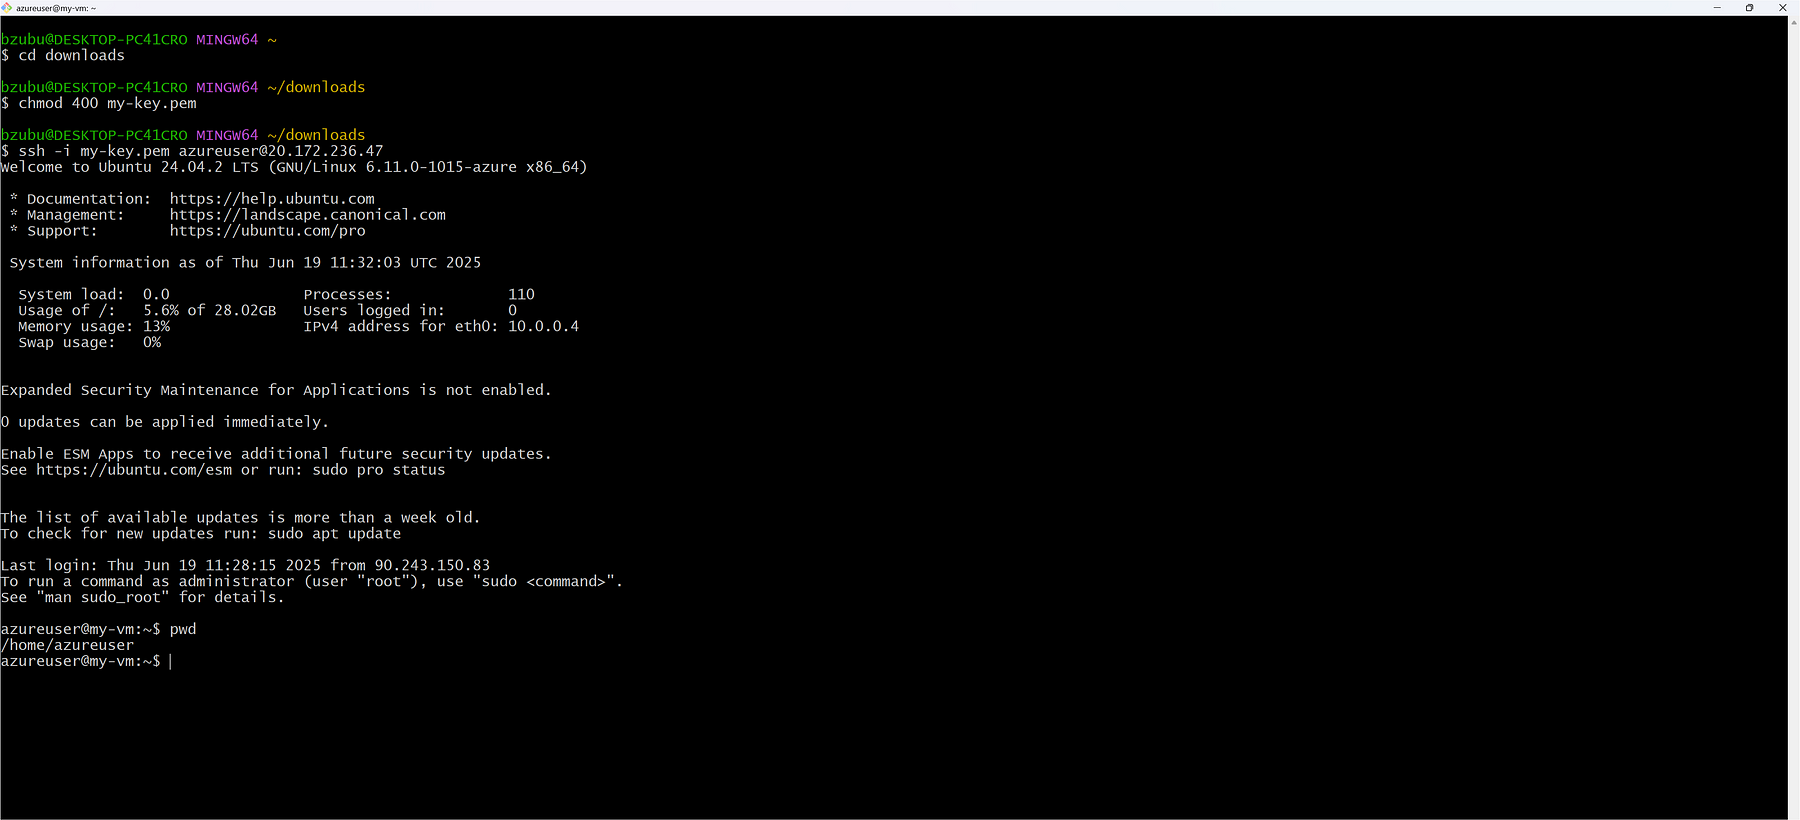 azureuser@my-vm: ~
bzubu@DESKTOP-PC41CRO MINGW64 ~
$ cd downloads
bzubu@DESKTOP-PC41CRO MINGW64 ~/downloads
$ chmod 400 my-key.pem
bzubu@DESKTOP-PC41CRO MINGW64 ~/downloads
$ ssh -i my-key.pem azureuser@20.172.236.47
Welcome to Ubuntu 24.04.2 LTS (GNU/Linux 6.11.0-1015-azure x86_64)
* Documentation:  https://help.ubuntu.com
* Management:     https://landscape.canonical.com
* Support:        https://ubuntu.com/pro
System information as of Thu Jun 19 11:32:03 UTC 2025
System load:  0.0               Processes:             110
Usage of /:   5.6% of 28.02GB   Users logged in:       0
Memory usage: 13%               IPv4 address for eth0: 10.0.0.4
Swap usage:   0%
Expanded Security Maintenance for Applications is not enabled.
0 updates can be applied immediately.
Enable ESM Apps to receive additional future security updates.
See https://ubuntu.com/esm or run: sudo pro status
The list of available updates is more than a week old.
To check for new updates run: sudo apt update
Last login: Thu Jun 19 11:28:15 2025 from 90.243.150.83
To run a command as administrator (user "root"), use "sudo <command>".
See "man sudo_root" for details.
azureuser@my-vm:~$ pwd
/home/azureuser
azureuser@my-vm:~$